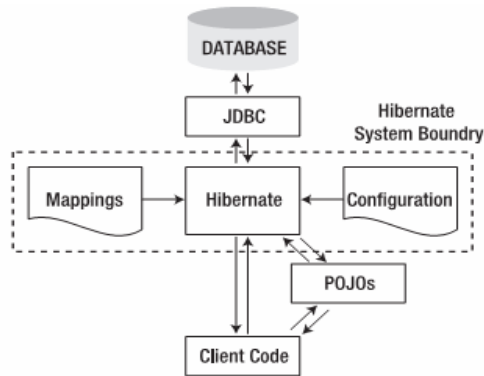 DATABASE
JDBC
Hibernate
System Boundry
Mappings
Hibernate
Configuration
POJOs
Client Code